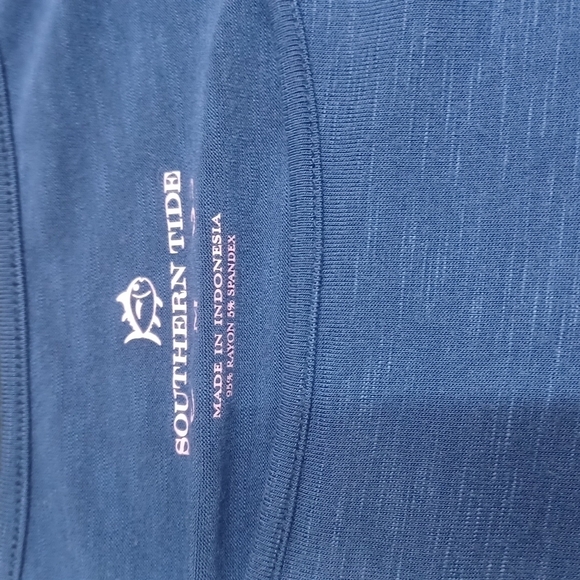 SOUTHERN TIDE
MADE IN INDONESIA
95% RAYON 5% SPANDEX